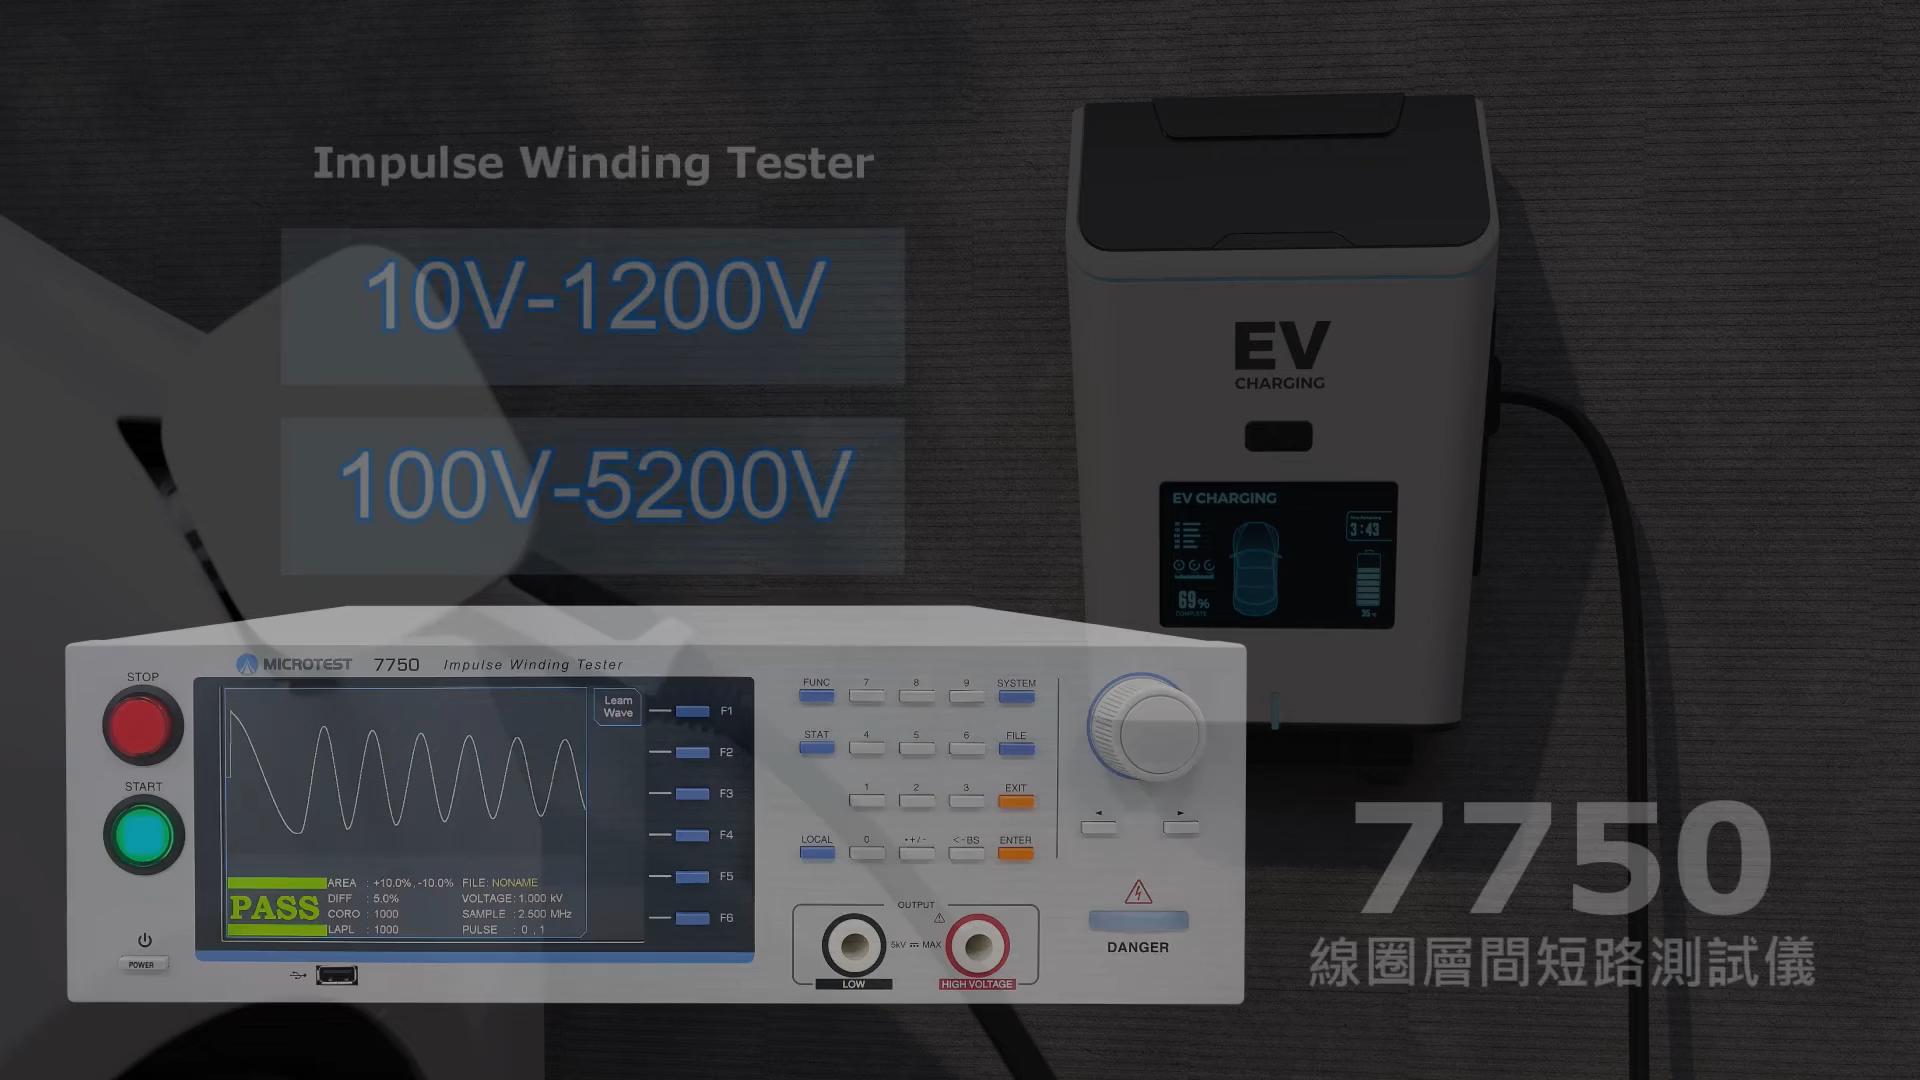 Impulse Winding Tester
10V-1200V
100V-5200V
EV
CHARGING
EV CHARGING
3:43
69%
COMPLETE
MICROTEST 7750 Impulse Winding Tester
STOP
START
POWER
Learn
Wave
F1
F2
F3
F4
F5
F6
PASS
AREA : +10.0%,-10.0% FILE: NONAME
DIFF : 5.0% VOLTAGE: 1.000 kV
CORO : 1000 SAMPLE : 2.500 MHz
LAPL : 1000 PULSE : 0 , 1
FUNC 7 8 9 SYSTEM
STAT 4 5 6 FILE
1 2 3 EXIT
LOCAL 0 •+/- <-BS ENTER
OUTPUT
5kV MAX
LOW
HIGH VOLTAGE
DANGER
7750
線圈層間短路測試儀